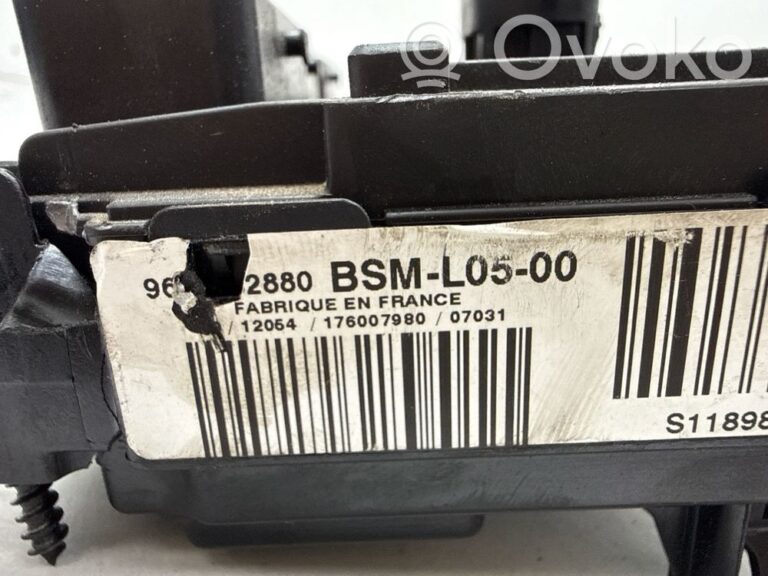 Ovoko
2880 BSM-L05-00
FABRIQUE EN FRANCE
/ 12054 / 176007980 / 07031
S11898